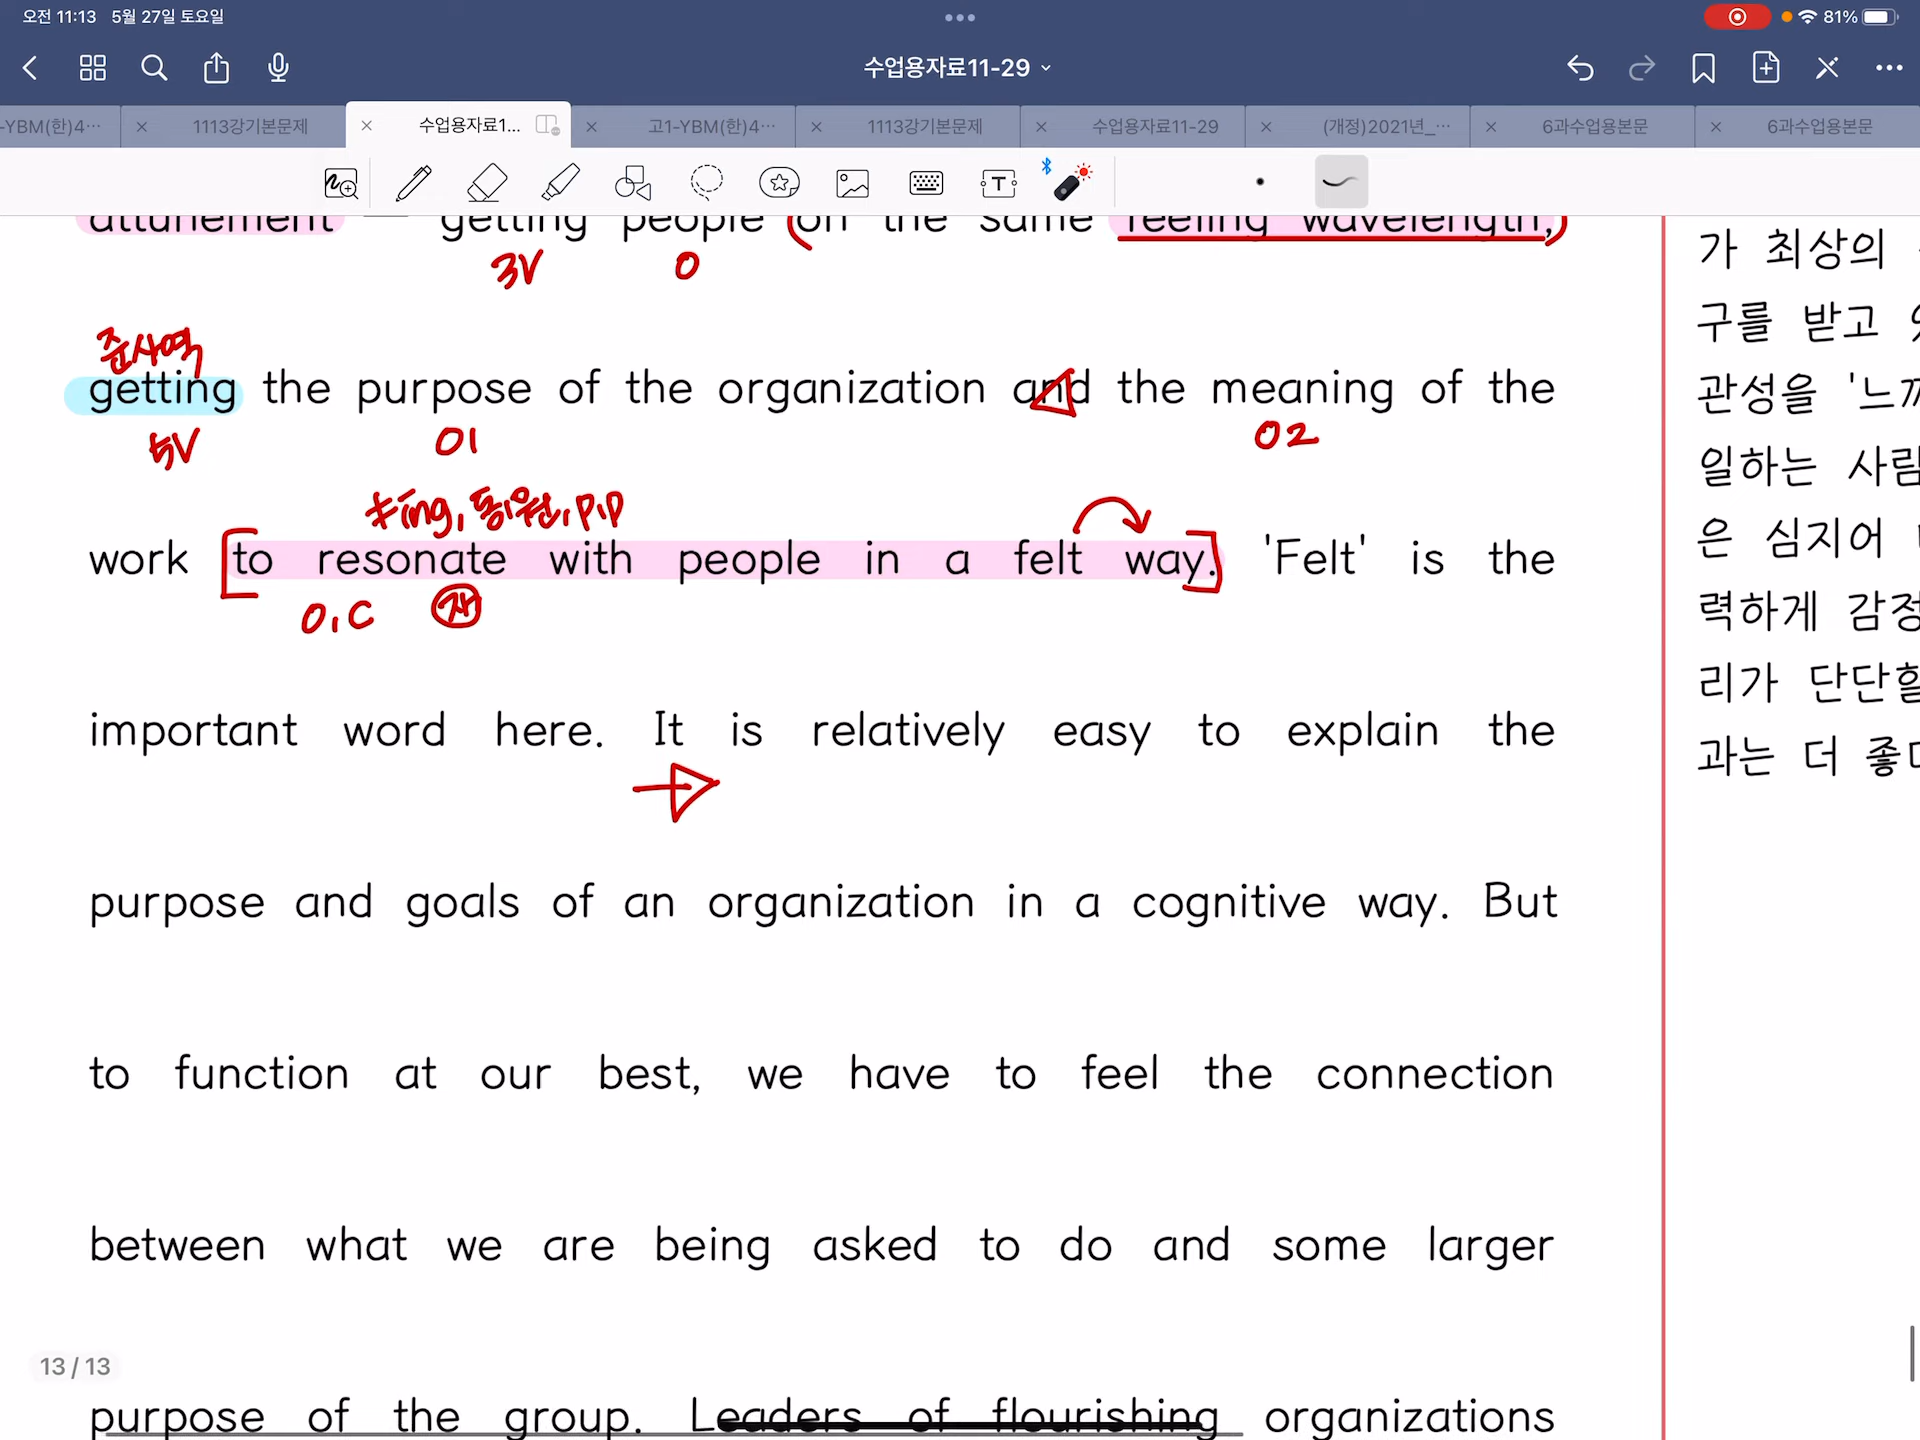 오전 11:13 5월 27일 토요일
81%
수업용자료11-29
-YBM(한)4…
1113강기본문제
수업용자료1...
고1-YBM(한)4…
1113강기본문제
수업용자료11-29
(개정)2021년_…
6과수업용본문
6과수업용본문
attunement — getting people (on the same feeling wavelength,)
3V O
준사역
getting the purpose of the organization and the meaning of the
5V O1 O2
≠ing, 동원, p.p
work [to resonate with people in a felt way.] 'Felt' is the
O.C 자
important word here. It is relatively easy to explain the
purpose and goals of an organization in a cognitive way. But
to function at our best, we have to feel the connection
between what we are being asked to do and some larger
purpose of the group. Leaders of flourishing organizations
13 / 13
가 최상의
구를 받고
관성을 '느
일하는 사람
은 심지어
력하게 감정
리가 단단할
과는 더 좋